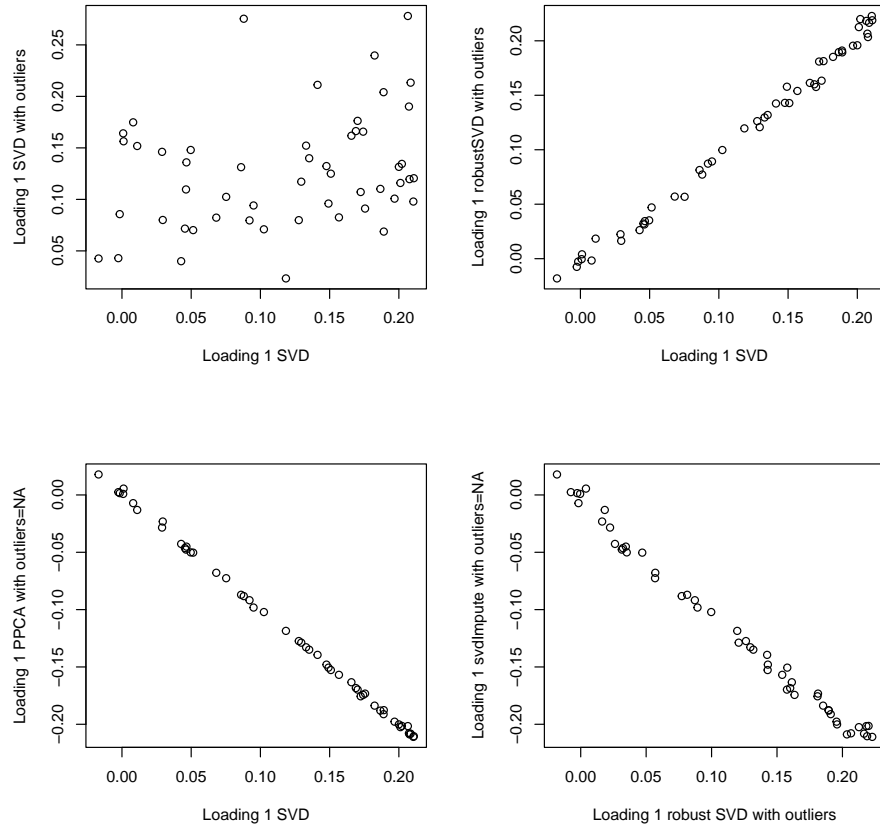 Loading 1 SVD with outliers
0.05 0.10 0.15 0.20 0.25
0.00 0.05 0.10 0.15 0.20
Loading 1 SVD
Loading 1 robustSVD with outliers
0.00 0.05 0.10 0.15 0.20
0.00 0.05 0.10 0.15 0.20
Loading 1 SVD
Loading 1 PPCA with outliers=NA
−0.20 −0.15 −0.10 −0.05 0.00
0.00 0.05 0.10 0.15 0.20
Loading 1 SVD
Loading 1 svdImpute with outliers=NA
−0.20 −0.15 −0.10 −0.05 0.00
0.00 0.05 0.10 0.15 0.20
Loading 1 robust SVD with outliers